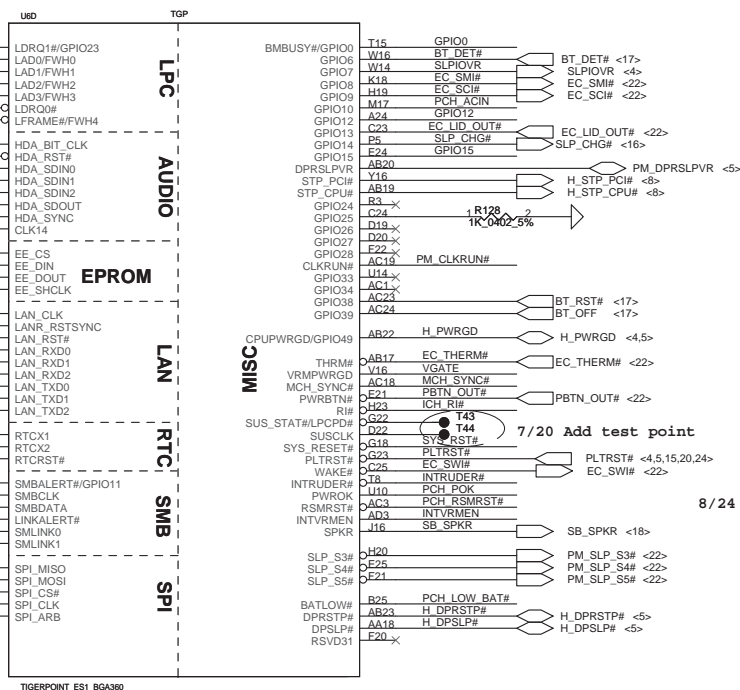 U6D
TGP
LDRQ1#/GPIO23
LAD0/FWH0
LAD1/FWH1
LAD2/FWH2
LAD3/FWH3
LDRQ0#
LFRAME#/FWH4
LPC
HDA_BIT_CLK
HDA_RST#
HDA_SDIN0
HDA_SDIN1
HDA_SDIN2
HDA_SDOUT
HDA_SYNC
CLK14
AUDIO
EE_CS
EE_DIN
EE_DOUT
EE_SHCLK
EPROM
LAN_CLK
LANR_RSTSYNC
LAN_RST#
LAN_RXD0
LAN_RXD1
LAN_RXD2
LAN_TXD0
LAN_TXD1
LAN_TXD2
LAN
RTCX1
RTCX2
RTCRST#
RTC
SMBALERT#/GPIO11
SMBCLK
SMBDATA
LINKALERT#
SMLINK0
SMLINK1
SMB
SPI_MISO
SPI_MOSI
SPI_CS#
SPI_CLK
SPI_ARB
SPI
MISC
BMBUSY#/GPIO0 T15 GPIO0
GPIO6 W16 BT_DET# BT_DET# <17>
GPIO7 W14 SLPIOVR SLPIOVR <4>
GPIO8 K18 EC_SMI# EC_SMI# <22>
GPIO9 H19 EC_SCI# EC_SCI# <22>
GPIO10 M17 PCH_ACIN
GPIO12 A24 GPIO12
GPIO13 C23 EC_LID_OUT# EC_LID_OUT# <22>
GPIO14 P5 SLP_CHG# SLP_CHG# <16>
GPIO15 E24 GPIO15
DPRSLPVR AB20 PM_DPRSLPVR <5>
STP_PCI# Y16 H_STP_PCI# <8>
STP_CPU# AB19 H_STP_CPU# <8>
GPIO24 R3
GPIO25 C24 1 R128 2
1K_0402_5%
GPIO26 D19
GPIO27 D20
GPIO28 F22
CLKRUN# AC19 PM_CLKRUN#
GPIO33 U14
GPIO34 AC1
GPIO38 AC23 BT_RST# <17>
GPIO39 AC24 BT_OFF <17>
CPUPWRGD/GPIO49 AB22 H_PWRGD H_PWRGD <4,5>
THRM# AB17 EC_THERM# EC_THERM# <22>
VRMPWRGD V16 VGATE
MCH_SYNC# AC18 MCH_SYNC#
PWRBTN# E21 PBTN_OUT# PBTN_OUT# <22>
RI# H23 ICH_RI#
SUS_STAT#/LPCPD# G22 T43
SUSCLK D22 T44
7/20 Add test point
SYS_RESET# G18 SYS_RST#
PLTRST# G23 PLTRST# PLTRST# <4,5,15,20,24>
WAKE# C25 EC_SWI# EC_SWI# <22>
INTRUDER# T8 INTRUDER#
PWROK U10 PCH_POK
RSMRST# AC3 PCH_RSMRST#
INTVRMEN AD3 INTVRMEN
SPKR J16 SB_SPKR SB_SPKR <18>
8/24
SLP_S3# H20 PM_SLP_S3# <22>
SLP_S4# E25 PM_SLP_S4# <22>
SLP_S5# F21 PM_SLP_S5# <22>
BATLOW# B25 PCH_LOW_BAT#
DPRSTP# AB23 H_DPRSTP# H_DPRSTP# <5>
DPSLP# AA18 H_DPSLP# H_DPSLP# <5>
RSVD31 F20
TIGERPOINT_ES1_BGA360